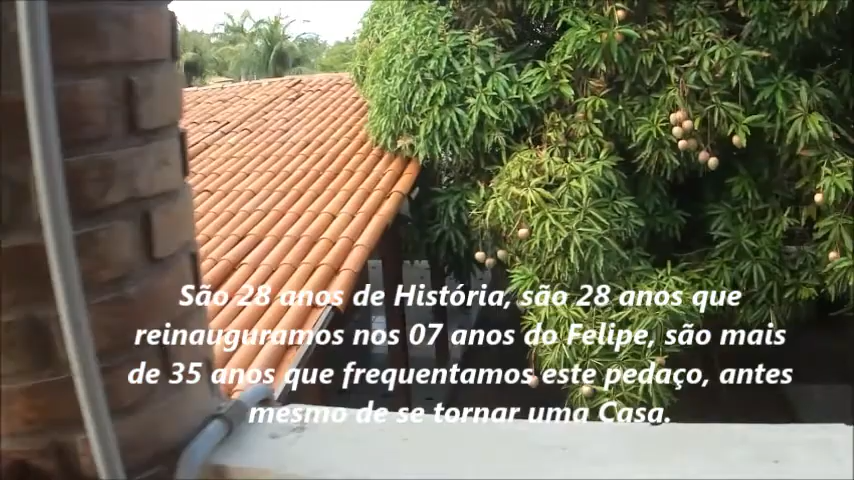 São 28 anos de História, são 28 anos que
reinauguramos nos 07 anos do Felipe, são mais
de 35 anos que frequentamos este pedaço, antes
mesmo de se tornar uma Casa.